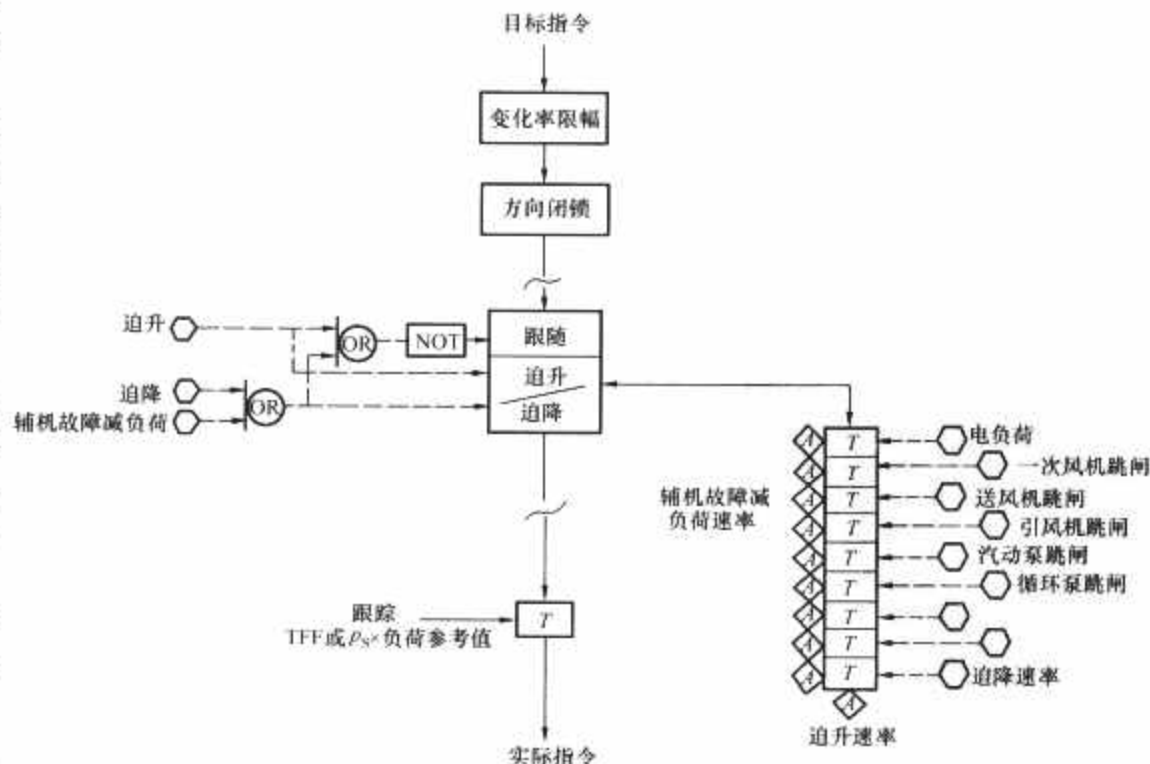 目标指令
变化率限幅
方向闭锁
迫升
OR
NOT
跟随
迫升
迫降
迫降
辅机故障减负荷
OR
辅机故障减
负荷速率
A T 电负荷
A T 一次风机跳闸
A T 送风机跳闸
A T 引风机跳闸
A T 汽动泵跳闸
A T 循环泵跳闸
A T
A T
A T 迫降速率
A
迫升速率
跟踪
TFF或ps×负荷参考值
T
实际指令